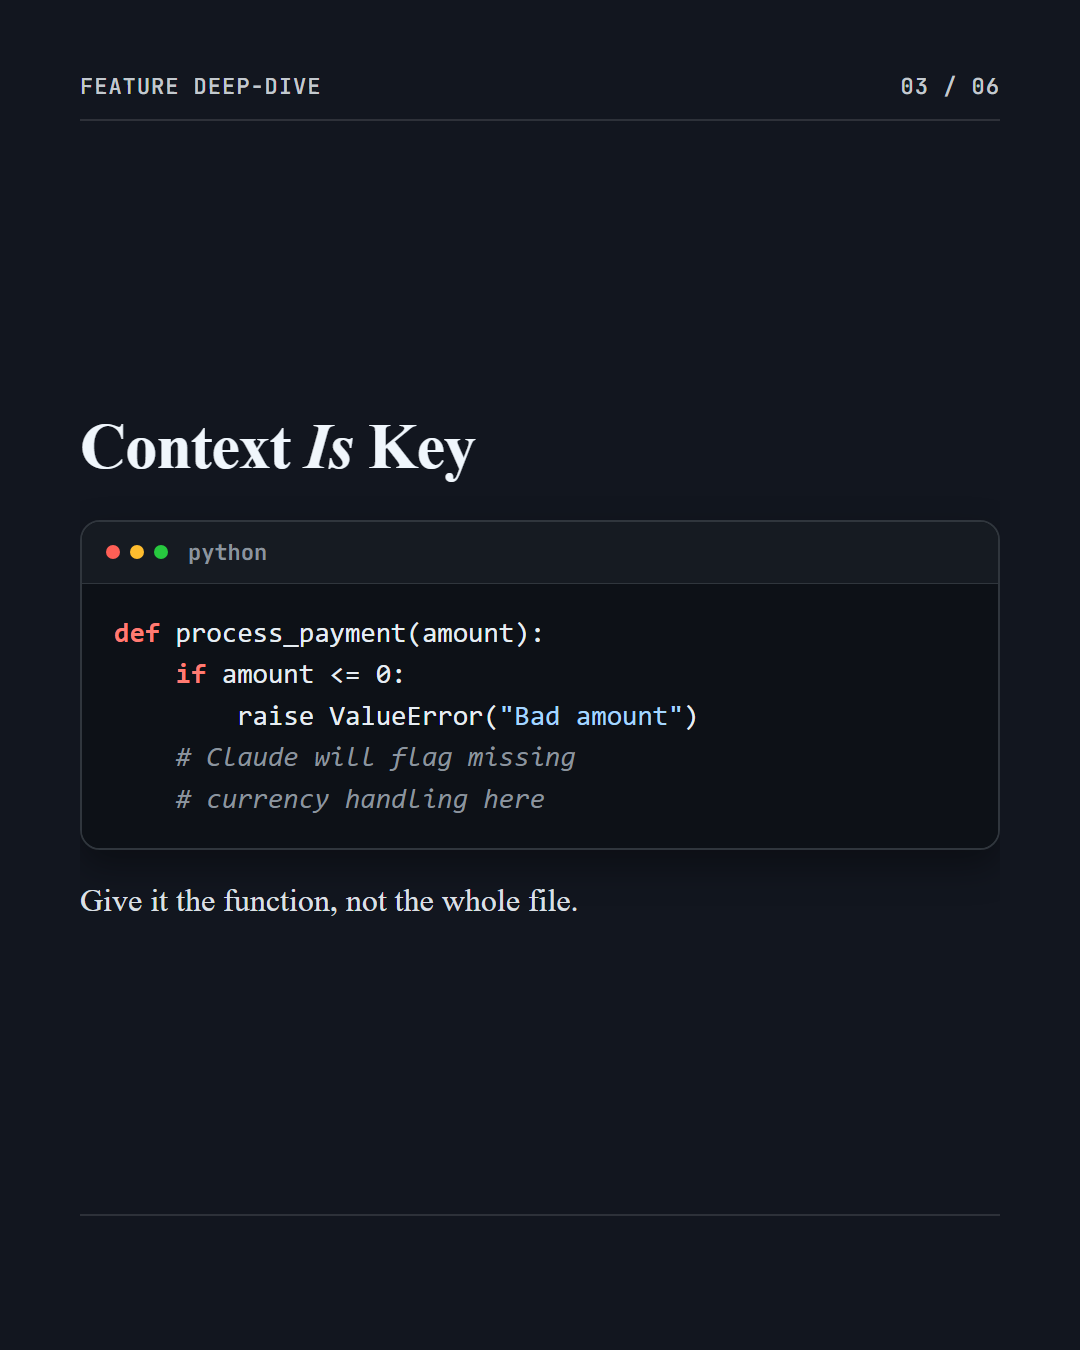 FEATURE DEEP-DIVE
03 / 06
Context Is Key
python
def process_payment(amount):
    if amount <= 0:
        raise ValueError("Bad amount")
    # Claude will flag missing
    # currency handling here
Give it the function, not the whole file.